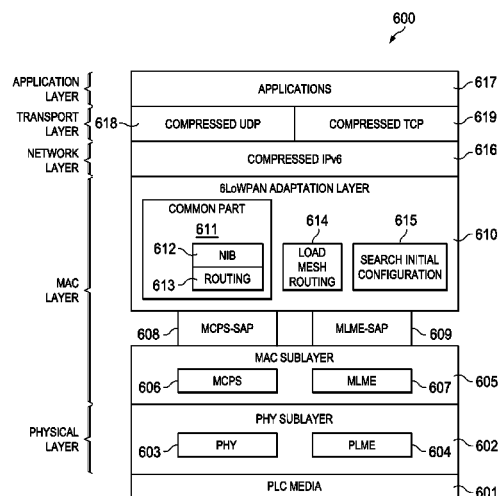 600
APPLICATION LAYER
APPLICATIONS
617
TRANSPORT LAYER
618
COMPRESSED UDP
COMPRESSED TCP
619
NETWORK LAYER
COMPRESSED IPv6
616
6LoWPAN ADAPTATION LAYER
COMMON PART
611
612
NIB
613
ROUTING
614
LOAD MESH ROUTING
615
SEARCH INITIAL CONFIGURATION
610
MAC LAYER
608
MCPS-SAP
MLME-SAP
609
MAC SUBLAYER
606
MCPS
MLME
607
605
PHYSICAL LAYER
PHY SUBLAYER
603
PHY
PLME
604
602
PLC MEDIA
601